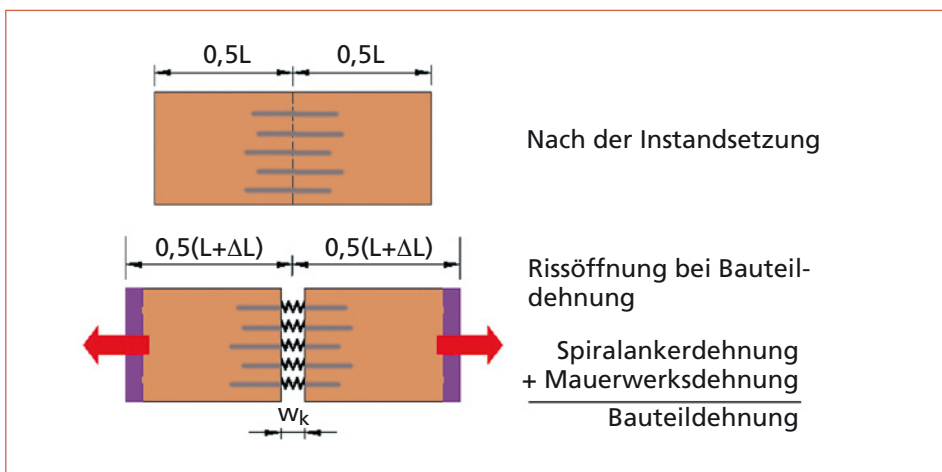 0,5L 0,5L
Nach der Instandsetzung
0,5(L+ΔL) 0,5(L+ΔL)
Rissöffnung bei Bauteil-
dehnung
Spiralankerdehnung
+ Mauerwerksdehnung
Bauteildehnung
wk